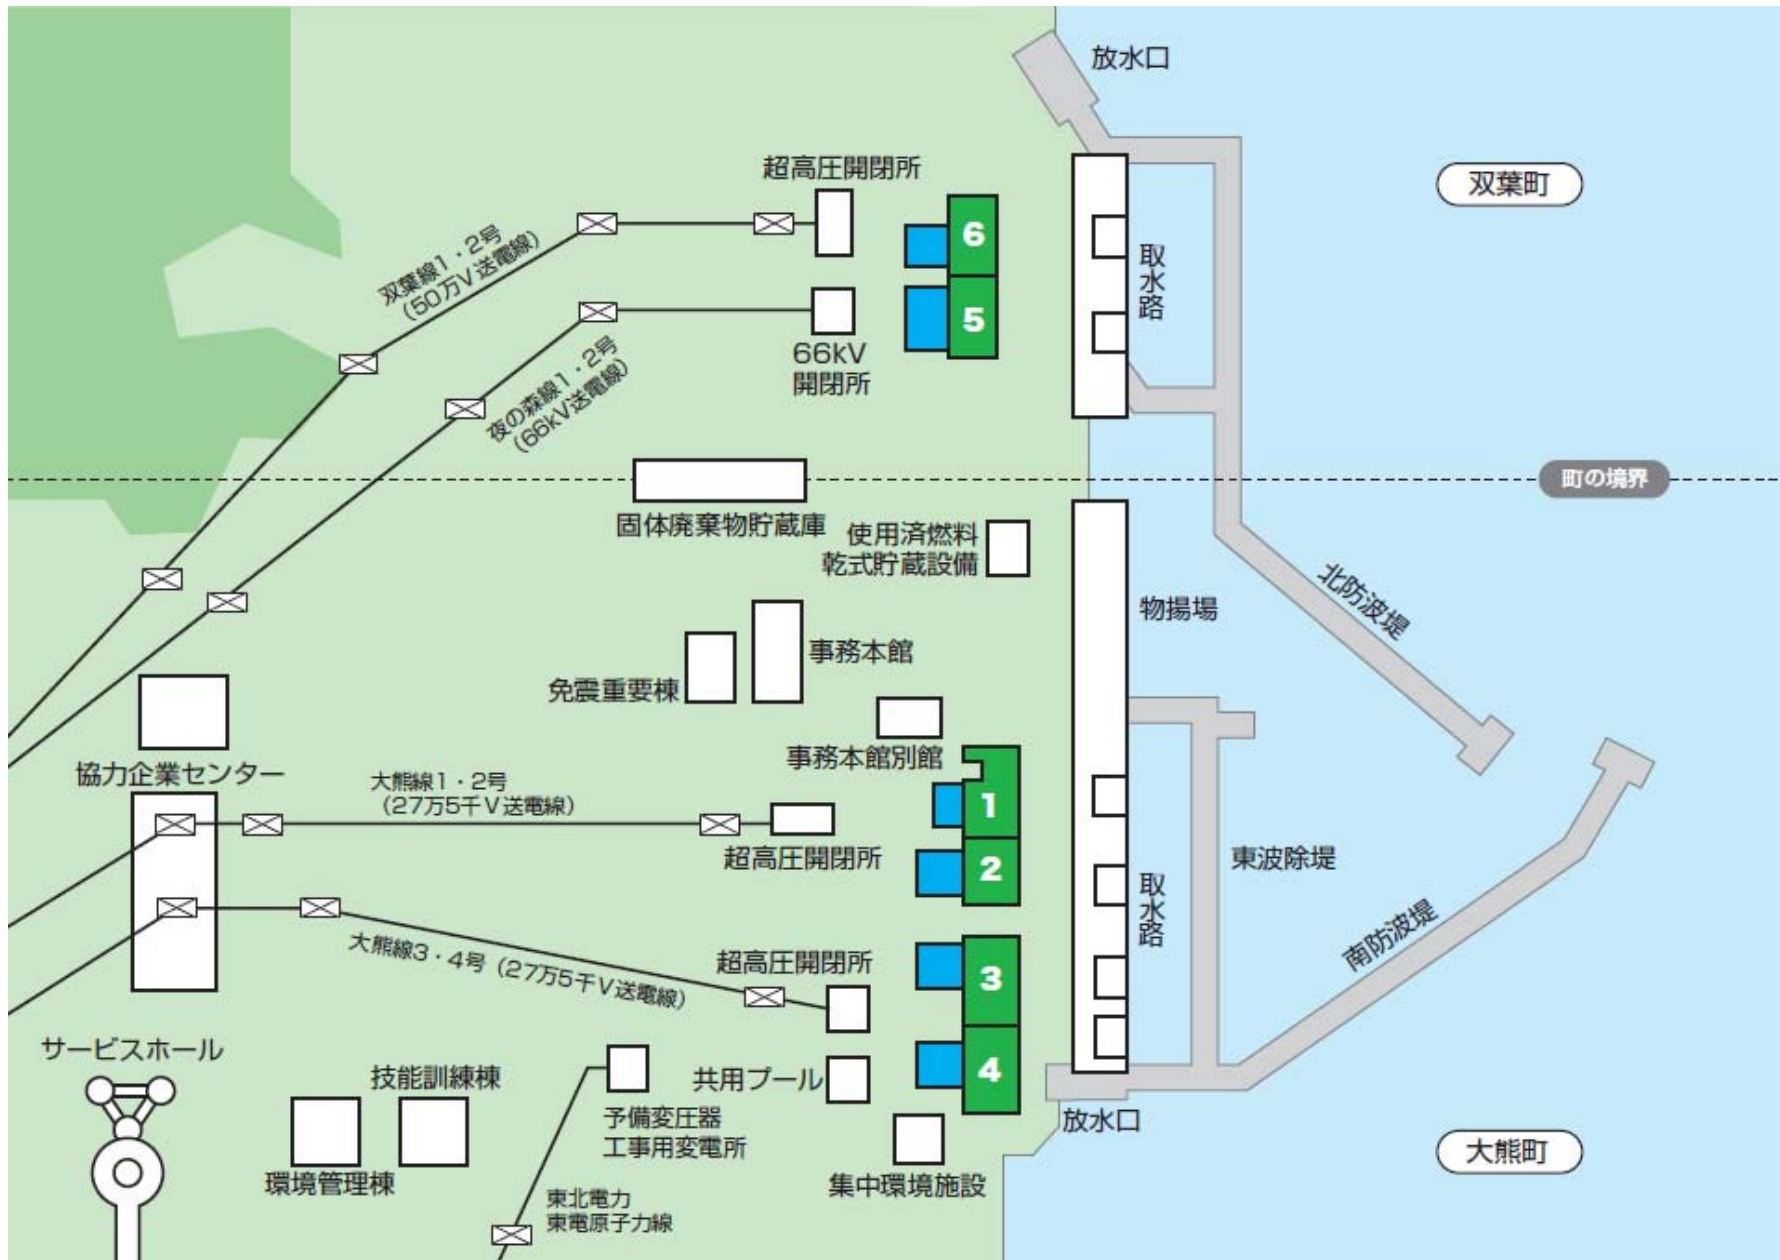 放水口
双葉町
超高圧開閉所
6
取水路
双葉線1・2号
(50万V送電線)
5
66kV
開閉所
夜の森線1・2号
(66kV送電線)
町の境界
固体廃棄物貯蔵庫
使用済燃料
乾式貯蔵設備
物揚場
北防波堤
事務本館
免震重要棟
事務本館別館
協力企業センター
大熊線1・2号
(27万5千V送電線)
1
超高圧開閉所
2
東波除堤
取水路
大熊線3・4号(27万5千V送電線)
超高圧開閉所
3
南防波堤
サービスホール
技能訓練棟
共用プール
4
予備変圧器
工事用変電所
放水口
大熊町
環境管理棟
集中環境施設
東北電力
東電原子力線